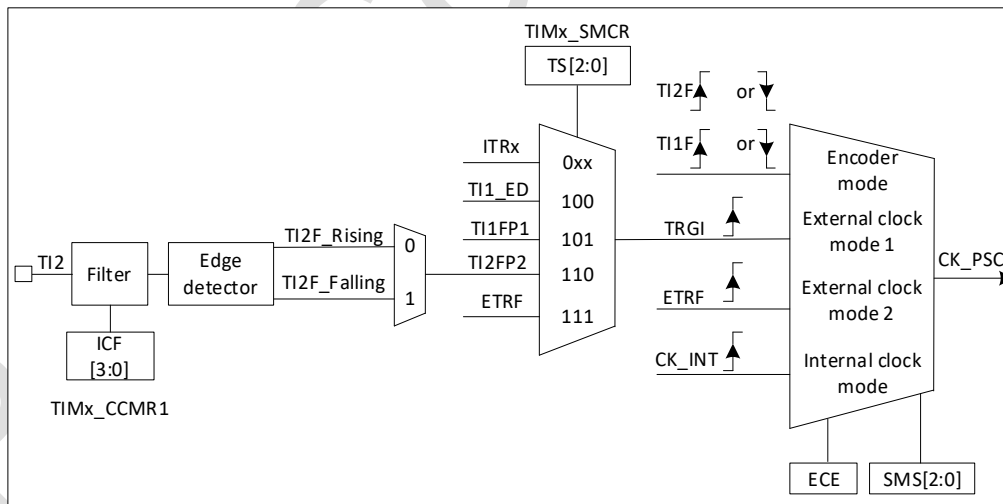 TIMx_SMCR
TS[2:0]
TI2F or
TI1F or
ITRx
0xx
Encoder
mode
TI1_ED
100
TI2F_Rising
TI1FP1
101
TRGI
External clock
mode 1
0
TI2
Filter
Edge
detector
TI2FP2
110
CK_PSC
TI2F_Falling
1
ETRF
111
ETRF
External clock
mode 2
ICF
[3:0]
CK_INT
Internal clock
mode
TIMx_CCMR1
ECE
SMS[2:0]